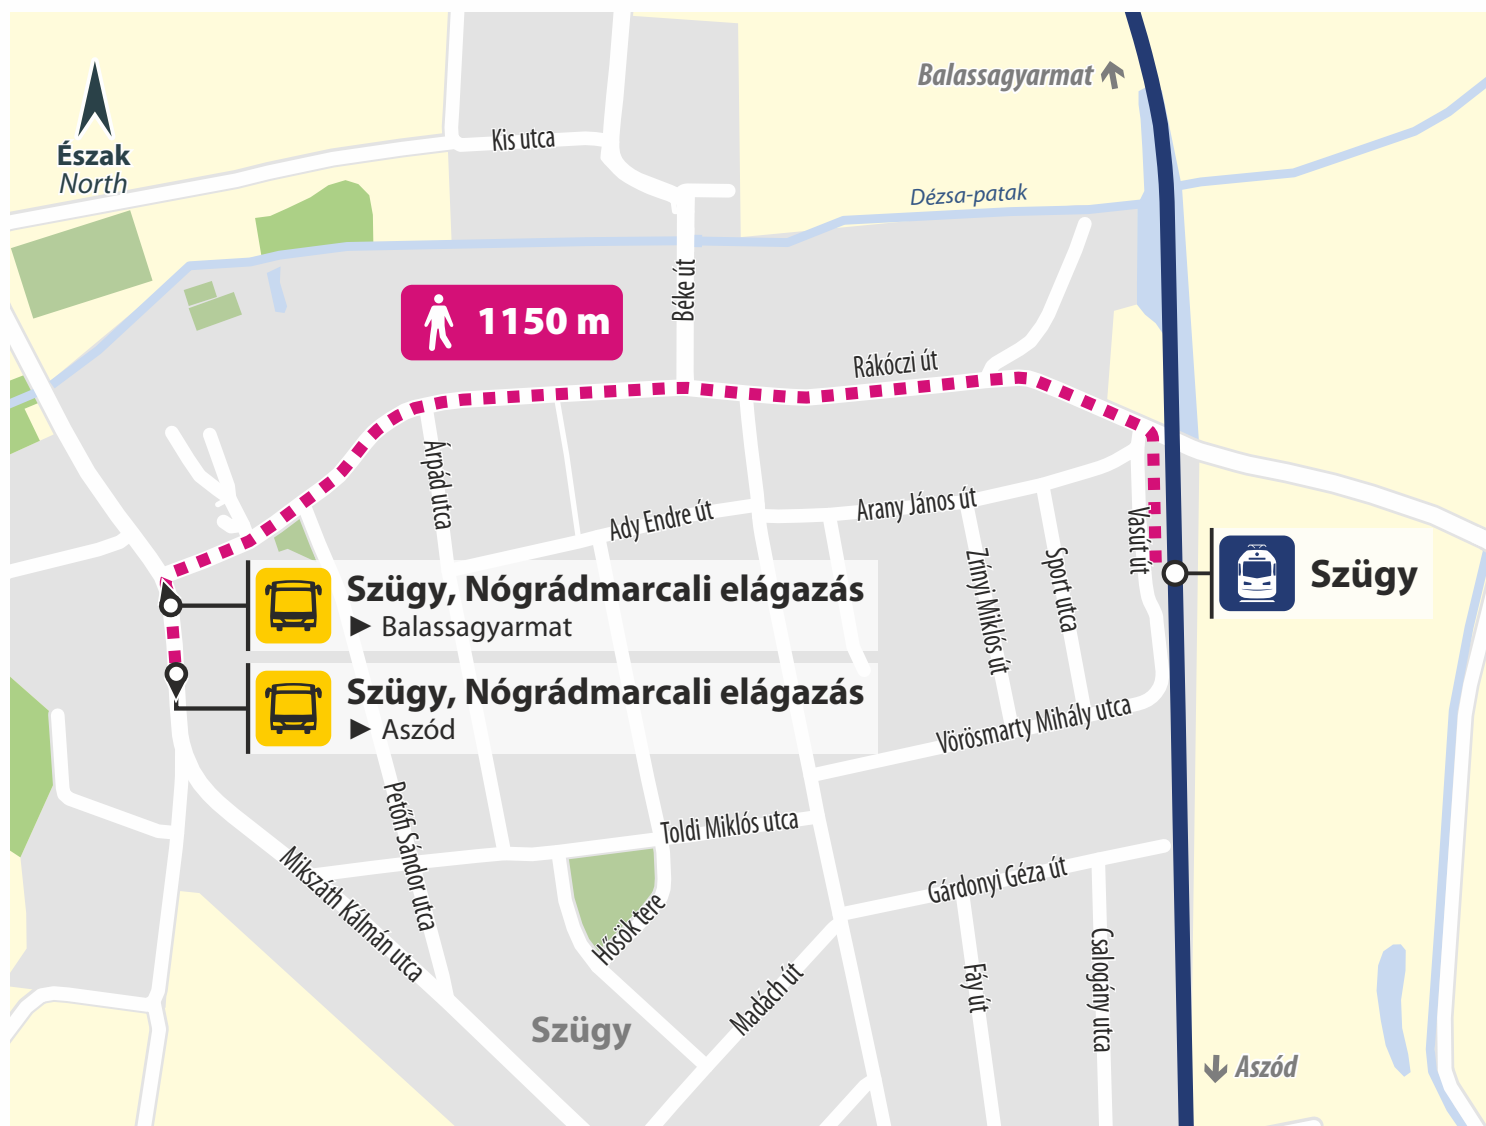 Balassagyarmat
Észak
North
Kis utca
Dézsa-patak
Béke út
1150 m
Rákóczi út
Árpád utca
Ady Endre út
Arany János út
Vasút út
Zrínyi Miklós út
Sport utca
Szügy
Szügy, Nógrádmarcali elágazás
▶ Balassagyarmat
Szügy, Nógrádmarcali elágazás
▶ Aszód
Vörösmarty Mihály utca
Petőfi Sándor utca
Toldi Miklós utca
Mikszáth Kálmán utca
Gárdonyi Géza út
Hősök tere
Madách út
Fáy út
Csalogány utca
Szügy
Aszód